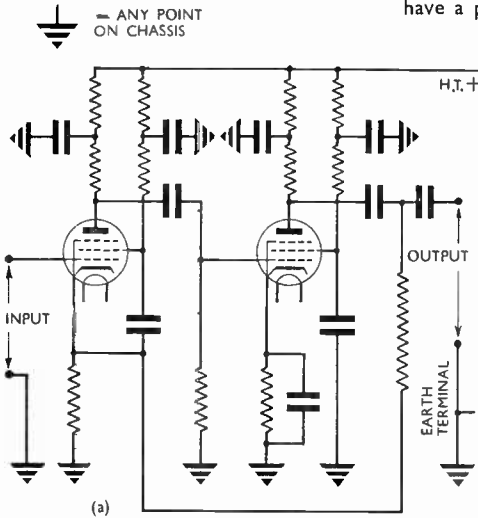 have a p
= ANY POINT
ON CHASSIS
H.T.+
INPUT
OUTPUT
EARTH
TERMINAL
(a)